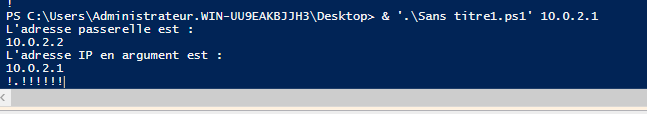 !
PS C:\Users\Administrateur.WIN-UU9EAKBJJH3\Desktop> & '.\Sans titre1.ps1' 10.0.2.1
L'adresse passerelle est :
10.0.2.2
L'adresse IP en argument est :
10.0.2.1
!.!!!!!!